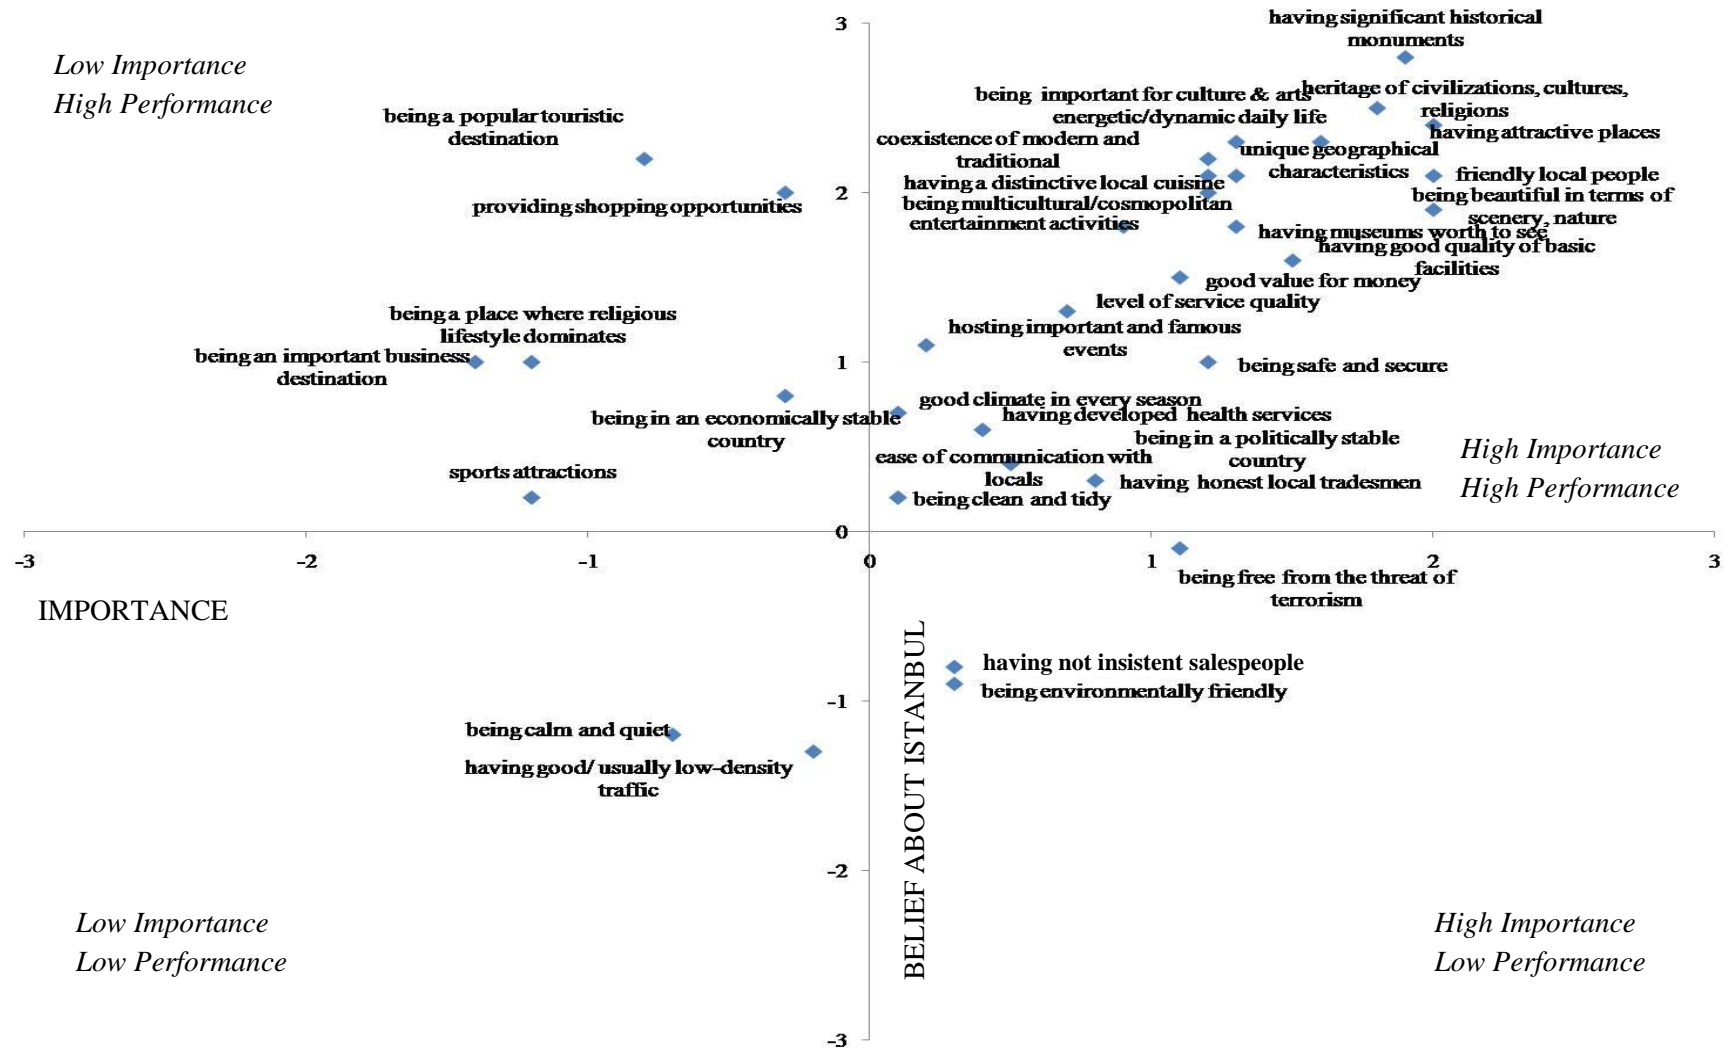 3
having significant historical
monuments
Low Importance
High Performance
being important for culture & arts
heritage of civilizations, cultures,
religions
energetic/dynamic daily life
being a popular touristic
destination
coexistence of modern and
traditional
having attractive places
unique geographical
characteristics
friendly local people
having a distinctive local cuisine
2
being beautiful in terms of
scenery, nature
providing shopping opportunities
being multicultural/cosmopolitan
entertainment activities
having museums worth to see
having good quality of basic
facilities
good value for money
level of service quality
being a place where religious
lifestyle dominates
hosting important and famous
events
being an important business
destination
1
being safe and secure
good climate in every season
having developed health services
being in an economically stable
country
being in a politically stable
country
High Importance
High Performance
ease of communication with
locals
sports attractions
having honest local tradesmen
being clean and tidy
0
-3
-2
-1
0
1
2
3
being free from the threat of
terrorism
IMPORTANCE
BELIEF ABOUT ISTANBUL
having not insistent salespeople
being environmentally friendly
-1
being calm and quiet
having good/ usually low-density
traffic
-2
Low Importance
Low Performance
High Importance
Low Performance
-3